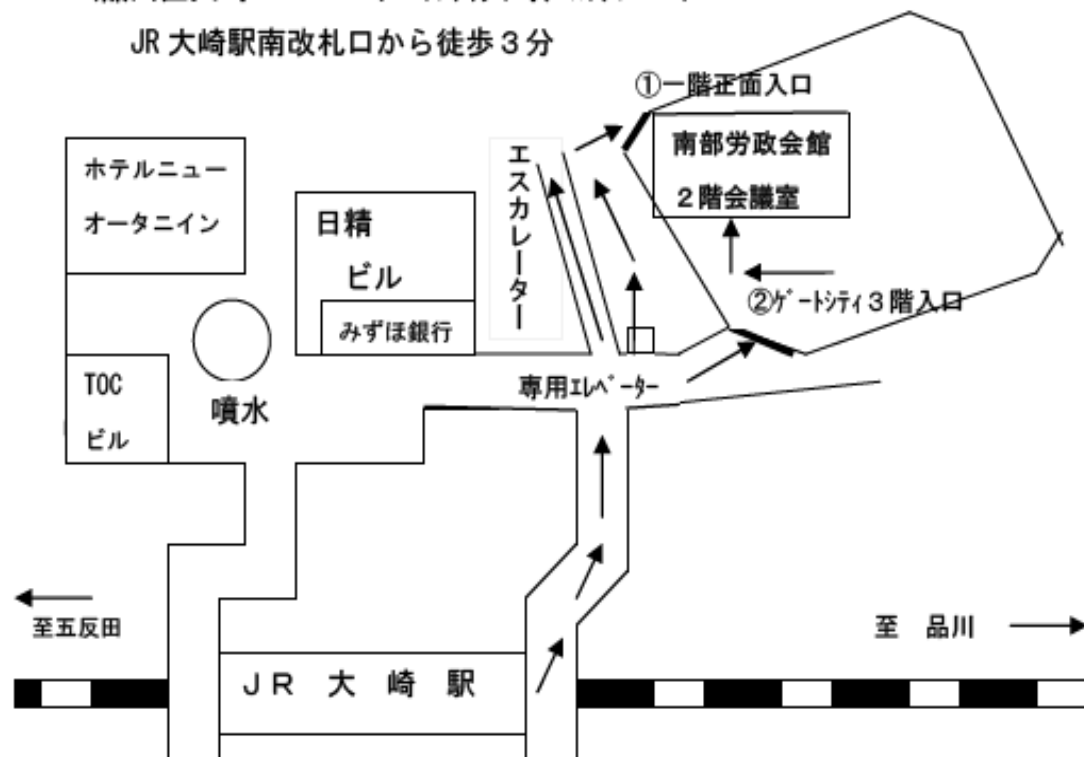 JR 大崎駅南改札口から徒歩３分
①一階正面入口
南部労政会館
２階会議室
ホテルニュー
オータニイン
エスカレーター
日精
ビル
みずほ銀行
②ｹﾞｰﾄｼﾃｨ３階入口
TOC
ビル
噴水
専用ｴﾚﾍﾞｰﾀｰ
至五反田
至　品川
ＪＲ　大　崎　駅